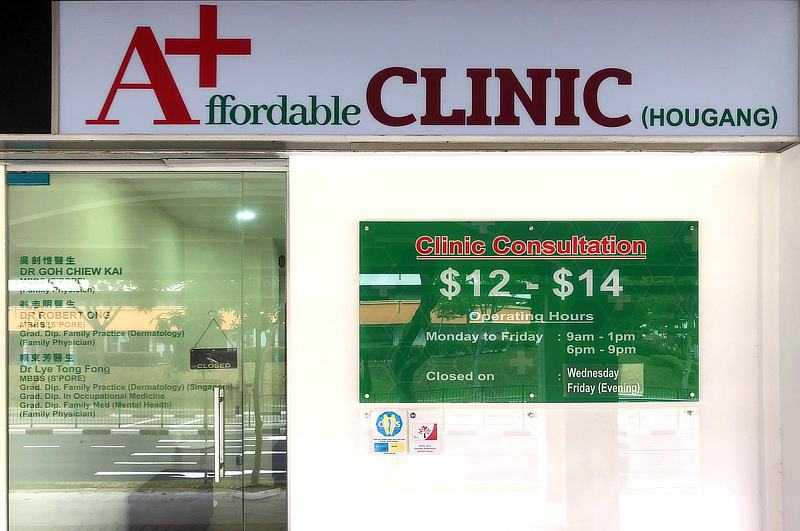 A+ffordable CLINIC (HOUGANG)
吳釗愷醫生
DR GOH CHIEW KAI
MBBS (S'PORE)
(Family Physician)
翁志明醫生
DR ROBERT ONG
MBBS (S'PORE)
Grad. Dip. Family Practice (Dermatology)
(Family Physician)
賴東芳醫生
Dr Lye Tong Fong
MBBS (S'PORE)
Grad. Dip. Family Practice (Dermatology) (Singapore)
Grad. Dip. In Occupational Medicine
Grad. Dip. Family Med (Mental Health)
(Family Physician)
CLOSED
Clinic Consultation
$12 - $14
Operating Hours
Monday to Friday : 9am - 1pm
6pm - 9pm
Closed on : Wednesday
Friday (Evening)